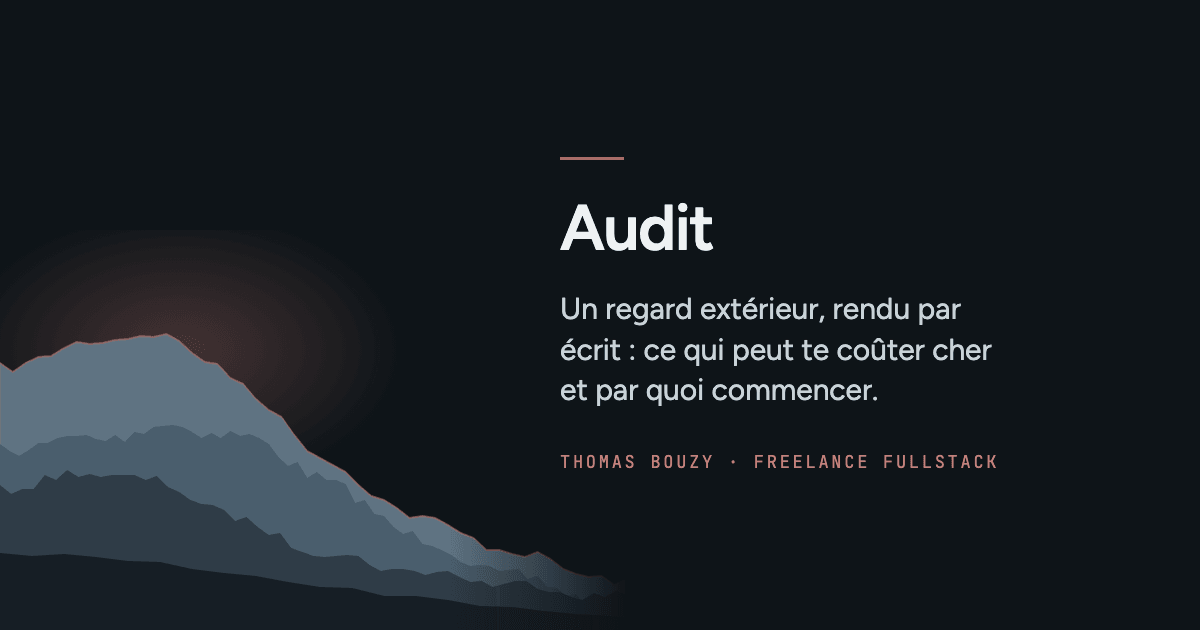 Audit
Un regard extérieur, rendu par
écrit : ce qui peut te coûter cher
et par quoi commencer.
THOMAS BOUZY · FREELANCE FULLSTACK